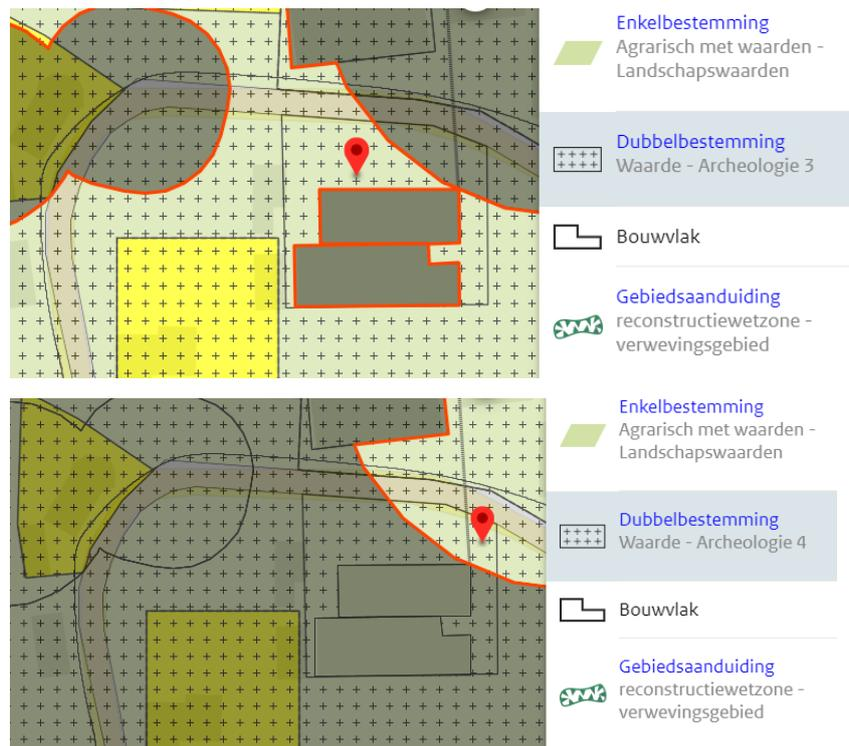 Enkelbestemming
Agrarisch met waarden -
Landschapswaarden
Dubbelbestemming
Waarde - Archeologie 3
Bouwvlak
Gebiedsaanduiding
reconstructiewetzone -
verwevingsgebied
Enkelbestemming
Agrarisch met waarden -
Landschapswaarden
Dubbelbestemming
Waarde - Archeologie 4
Bouwvlak
Gebiedsaanduiding
reconstructiewetzone -
verwevingsgebied